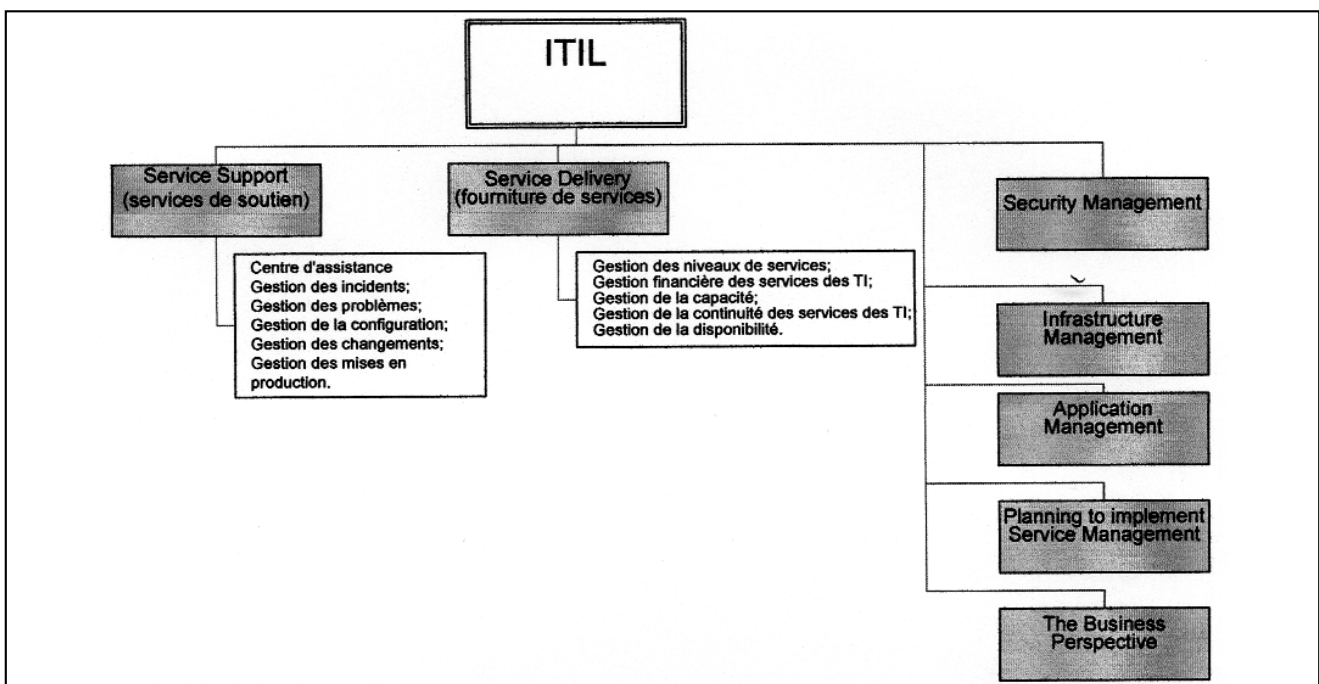 ITIL
Service Support
(services de soutien)
Service Delivery
(fourniture de services)
Security Management
Centre d'assistance
Gestion des incidents;
Gestion des problèmes;
Gestion de la configuration;
Gestion des changements;
Gestion des mises en
production.
Gestion des niveaux de services;
Gestion financière des services des TI;
Gestion de la capacité;
Gestion de la continuité des services des TI;
Gestion de la disponibilité.
Infrastructure
Management
Application
Management
Planning to implement
Service Management
The Business
Perspective